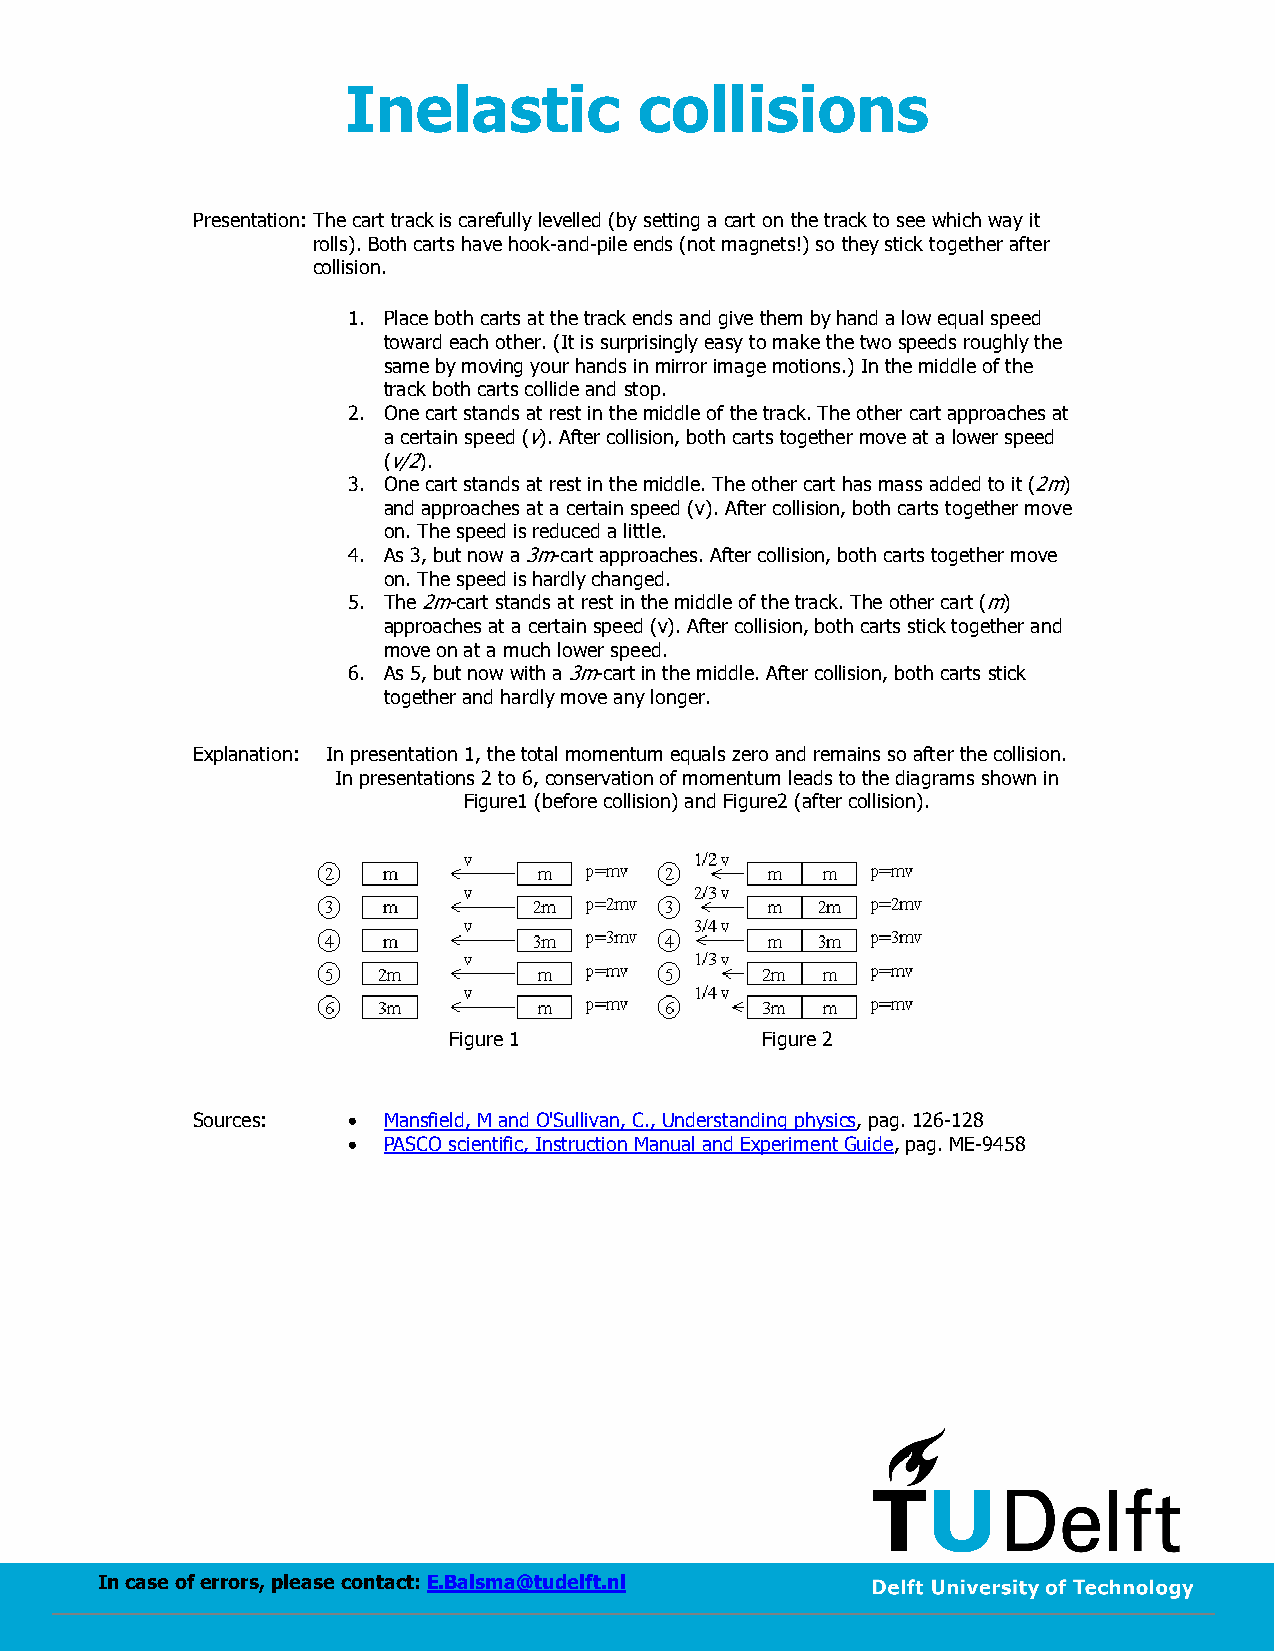 Inelastic collisions
Presentation: The cart track is carefully levelled (by setting a cart on the track to see which way it
rolls). Both carts have hook-and-pile ends (not magnets!) so they stick together after
collision.
1. Place both carts at the track ends and give them by hand a low equal speed
toward each other. (It is surprisingly easy to make the two speeds roughly the
same by moving your hands in mirror image motions.) In the middle of the
track both carts collide and stop.
2. One cart stands at rest in the middle of the track. The other cart approaches at
a certain speed (v). After collision, both carts together move at a lower speed
(v/2).
3. One cart stands at rest in the middle. The other cart has mass added to it (2m)
and approaches at a certain speed (v). After collision, both carts together move
on. The speed is reduced a little.
4. As 3, but now a 3m-cart approaches. After collision, both carts together move
on. The speed is hardly changed.
5. The 2m-cart stands at rest in the middle of the track. The other cart (m)
approaches at a certain speed (v). After collision, both carts stick together and
move on at a much lower speed.
6. As 5, but now with a 3m-cart in the middle. After collision, both carts stick
together and hardly move any longer.
Explanation: In presentation 1, the total momentum equals zero and remains so after the collision.
In presentations 2 to 6, conservation of momentum leads to the diagrams shown in
Figure1 (before collision) and Figure2 (after collision).
v 1/2 v
2 m m p=mv 2 m m p=mv
v 2/3 v
3 m 2m p=2mv 3 m 2m p=2mv
v 3/4 v
4 m 3m p=3mv 4 m 3m p=3mv
v 1/3 v
5 2m m p=mv 5 2m m p=mv
v 1/4 v
6 3m m p=mv 6 3m m p=mv
Figure 1 Figure 2
Sources: • Mansfield, M and O'Sullivan, C., Understanding physics, pag. 126-128
• PASCO scientific, Instruction Manual and Experiment Guide, pag. ME-9458
TUDelft
In case of errors, please contact: E.Balsma@tudelft.nl
Delft University of Technology